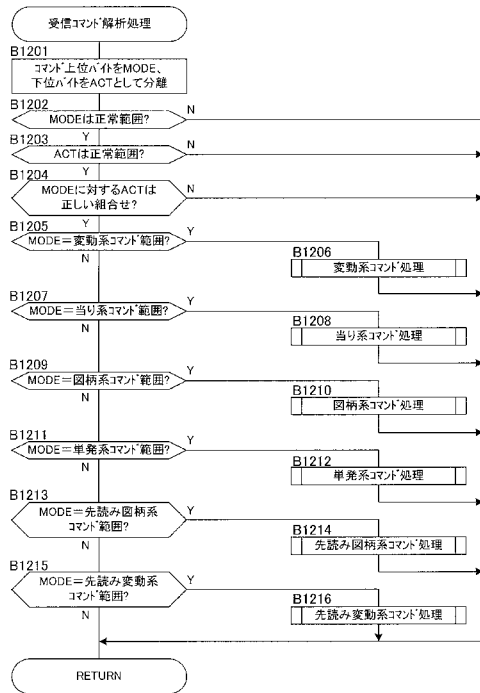 受信コマンド解析処理
B1201
コマンド上位バイトをMODE、
下位バイトをACTとして分離
B1202
MODEは正常範囲?
N
Y
B1203
ACTは正常範囲?
N
Y
B1204
MODEに対するACTは
正しい組合せ?
N
Y
B1205
MODE=変動系コマンド範囲?
Y
N
B1206
変動系コマンド処理
B1207
MODE=当り系コマンド範囲?
Y
N
B1208
当り系コマンド処理
B1209
MODE=図柄系コマンド範囲?
Y
N
B1210
図柄系コマンド処理
B1211
MODE=単発系コマンド範囲?
Y
N
B1212
単発系コマンド処理
B1213
MODE=先読み図柄系
コマンド範囲?
Y
N
B1214
先読み図柄系コマンド処理
B1215
MODE=先読み変動系
コマンド範囲?
Y
N
B1216
先読み変動系コマンド処理
RETURN